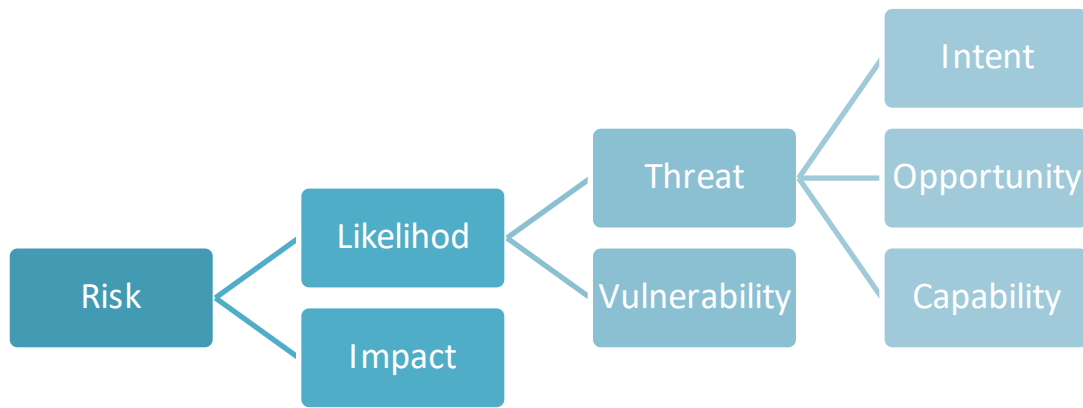 Risk
Likelihod
Impact
Threat
Vulnerability
Intent
Opportunity
Capability